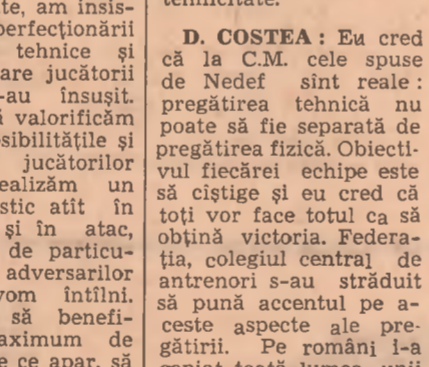 te, am insis-
perfecționării
tehnice și
are jucătorii
-au însușit.
valorificăm
sibilitățile și
jucătorilor
ealizăm un
stic atît în
și în atac,
de particu-
adversarilor
vom întîlni.
să benefi-
aximum de
e ce apar, să
tehnicitate.
D. COSTEA : Eu cred
că la C.M. cele spuse
de Nedef sînt reale :
pregătirea tehnică nu
poate să fie separată de
pregătirea fizică. Obiecti-
vul fiecărei echipe este
să cîștige și eu cred că
toți vor face totul ca să
obțină victoria. Federa-
ția, colegiul central de
antrenori s-au străduit
să pună accentul pe a-
ceste aspecte ale pre-
gătirii. Pe români i-a